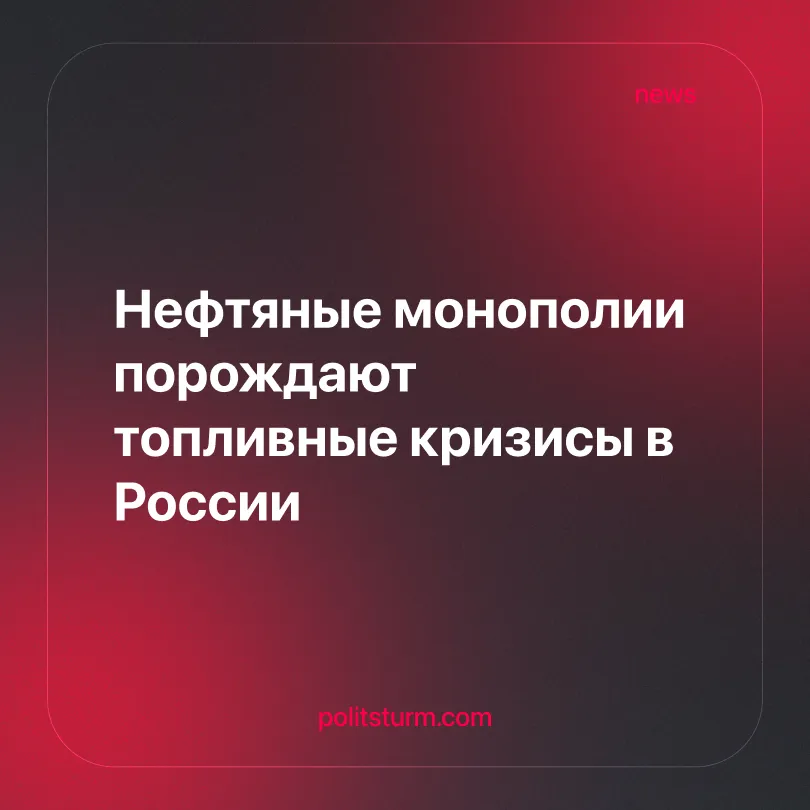 news
Нефтяные монополии
порождают
топливные кризисы в
России
politsturm.com